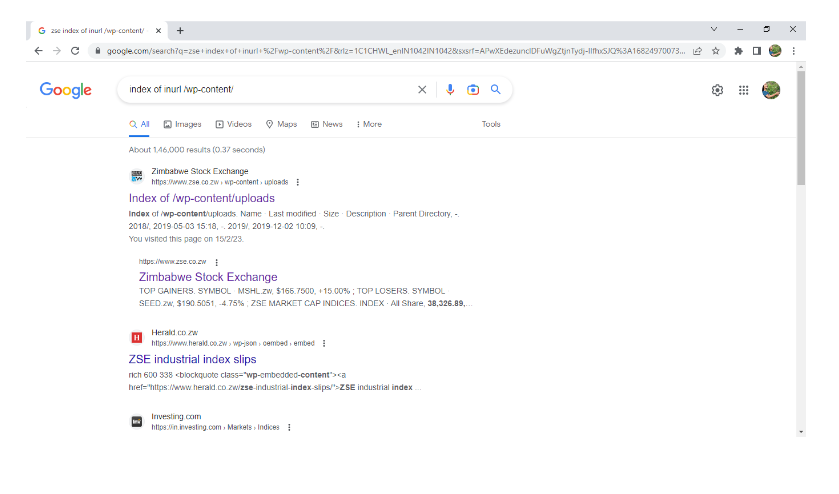 zse index of inurl /wp-content/
google.com/search?q=zse+index+of+inurl+%2Fwp-content%2F&rlz=1C1CHWL_enIN1042IN1042&sxsrf=APwXEdezuncIDFuWgZtjnTydj-IIfhxSJQ%3A16824970073...
Google
index of inurl /wp-content/
All Images Videos Maps News More Tools
About 1,46,000 results (0.37 seconds)
Zimbabwe Stock Exchange
https://www.zse.co.zw › wp-content › uploads
Index of /wp-content/uploads
Index of /wp-content/uploads. Name · Last modified · Size · Description · Parent Directory, -.
2018/, 2019-05-03 15:18, -. 2019/. 2019-12-02 10:09, -.
You visited this page on 15/2/23.
https://www.zse.co.zw
Zimbabwe Stock Exchange
TOP GAINERS. SYMBOL · MSHL.zw, $166.7500, +15.00% ; TOP LOSERS. SYMBOL
SEED.zw, $190.5051, -4.75% ; ZSE MARKET CAP INDICES. INDEX · All Share, 38,326.89,...
H
Herald.co.zw
https://www.herald.co.zw › wp-json › oembed › embed
ZSE industrial index slips
rich 600 338 <blockquote class="wp-embedded-content"><a
href="https://www.herald.co.zw/zse-industrial-index-slips/">ZSE industrial index ...
Investing.com
https://in.investing.com › Markets › Indices